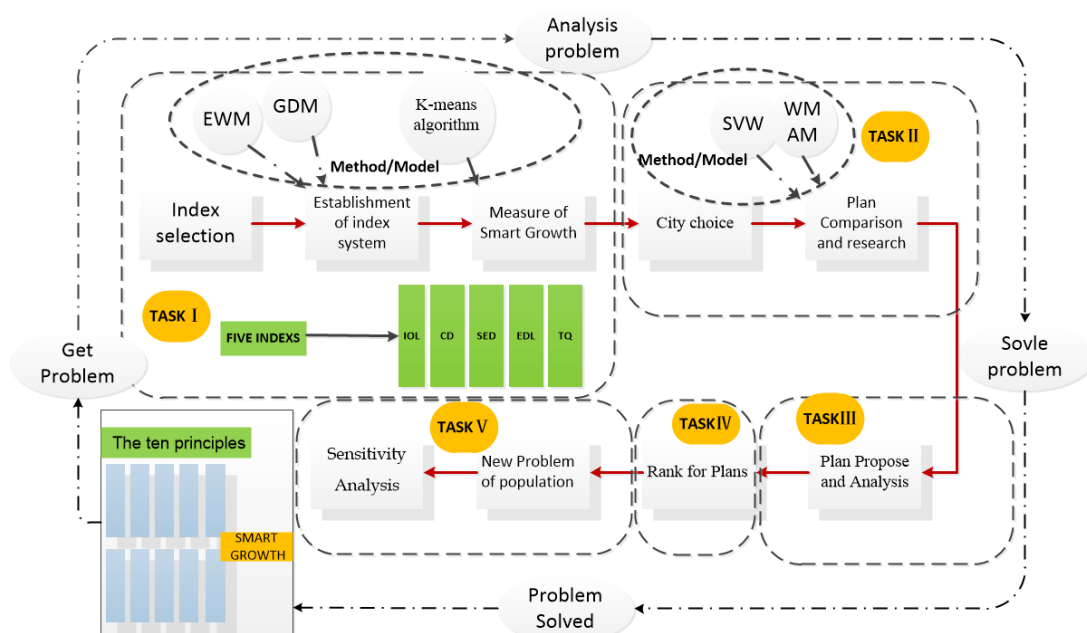 Analysis
problem
EWM
GDM
K-means
algorithm
Method/Model
SVW
WM
AM
Method/Model
TASK Ⅱ
Index
selection
Establishment
of index
system
Measure of
Smart Growth
City choice
Plan
Comparison
and research
TASK Ⅰ
FIVE INDEXS
IOL
CD
SED
EDL
TQ
Get
Problem
Sovle
problem
The ten principles
SMART
GROWTH
TASK Ⅴ
Sensitivity
Analysis
New Problem
of population
TASKⅣ
Rank for Plans
TASKⅢ
Plan Propose
and Analysis
Problem
Solved